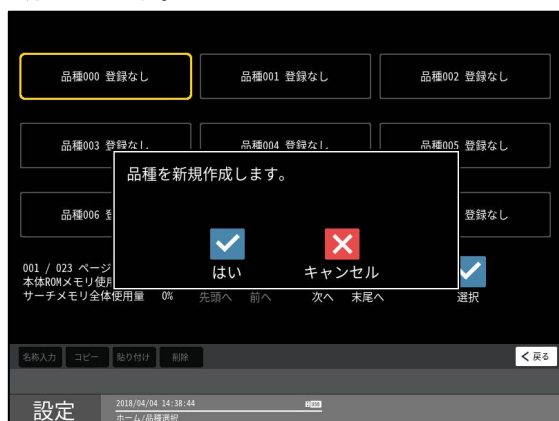 品種000 登録なし 品種001 登録なし 品種002 登録なし
品種003 登録なし 品種004 登録なし 品種005 登録なし
品種を新規作成します。
品種006 登録なし
はい キャンセル
001 / 023 ページ
本体ROMメモリ使用
サーチメモリ全体使用量 0% 先頭へ 前へ 次へ 末尾へ 選択
名称入力 コピー 貼り付け 削除 戻る
設定 2018/04/04 14:38:44
ホーム/品種選択